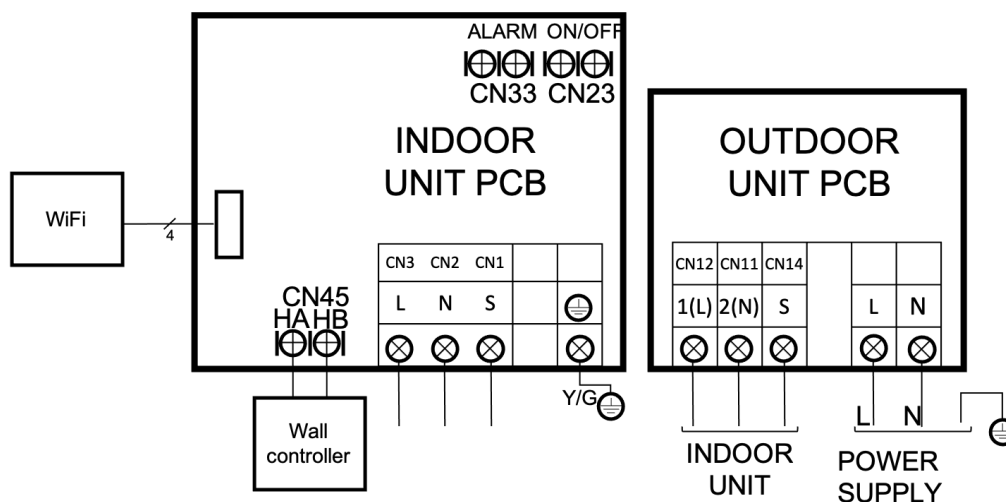 ALARM ON/OFF
CN33 CN23
INDOOR
UNIT PCB
WiFi
4
CN45
HA HB
Wall
controller
CN3 CN2 CN1
L N S
Y/G
OUTDOOR
UNIT PCB
CN12 CN11 CN14
1(L) 2(N) S L N
L N
INDOOR
UNIT
POWER
SUPPLY